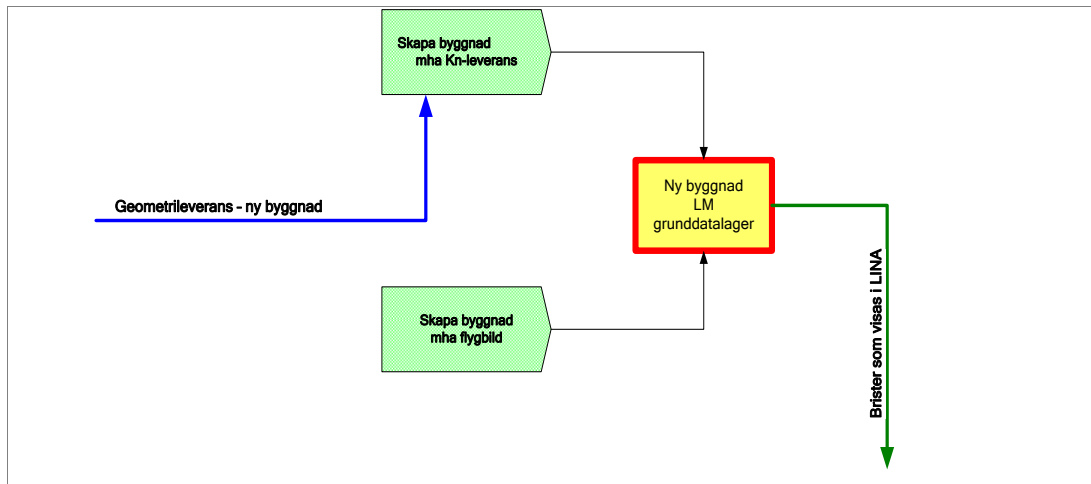 Skapa byggnad
mha Kn-leverans
Geometrileverans - ny byggnad
Ny byggnad
LM
grunddatalager
Skapa byggnad
mha flygbild
Brister som visas i LINA